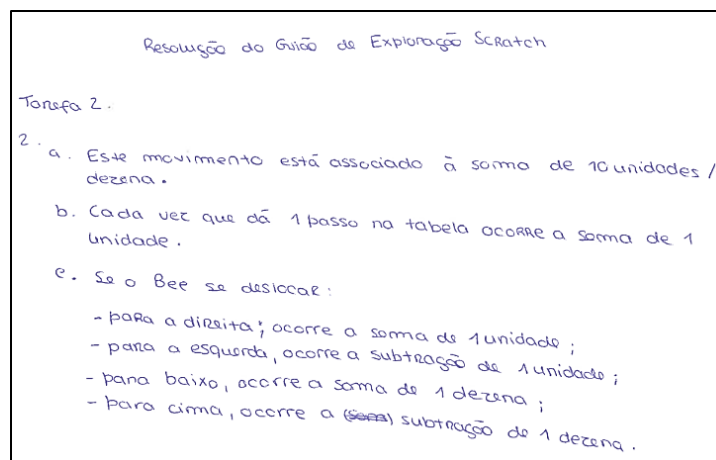 Resolução do Guião de Exploração Scratch
Tarefa 2.
2.
a. Este movimento está associado à soma de 10 unidades /
dezena.
b. Cada vez que dá 1 passo na tabela ocorre a soma de 1
unidade.
c. Se o Bee se deslocar:
- para a direita; ocorre a soma de 1 unidade;
- para a esquerda, ocorre a subtração de 1 unidade;
- para baixo, ocorre a soma de 1 dezena;
- para cima, ocorre a (soma) subtração de 1 dezena.